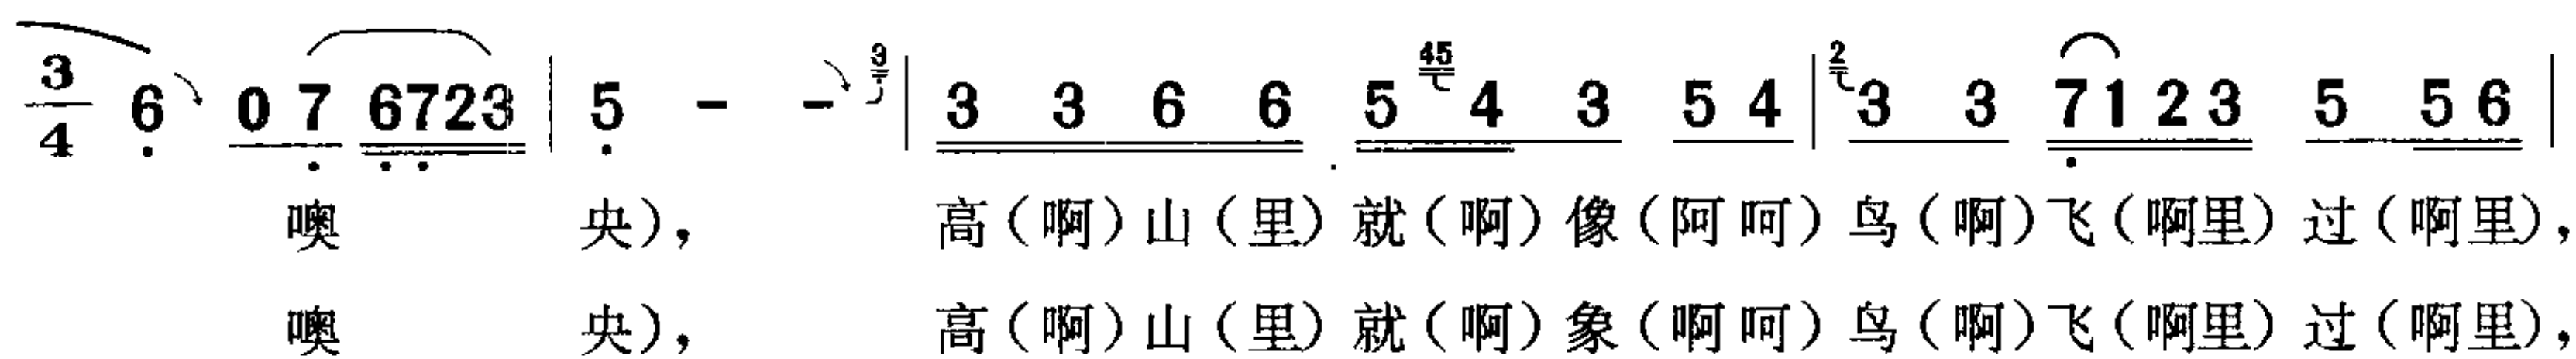 3/4 6 0 7 6723 | 5 - - 3 | 3 3 6 6 5 45 4 3 5 4 | 2 3 3 7123 5 56 |
噢 央), 高(啊)山(里)就(啊)像(阿呵)鸟(啊)飞(啊里)过(啊里),
噢 央), 高(啊)山(里)就(啊)象(啊呵)鸟(啊)飞(啊里)过(啊里),